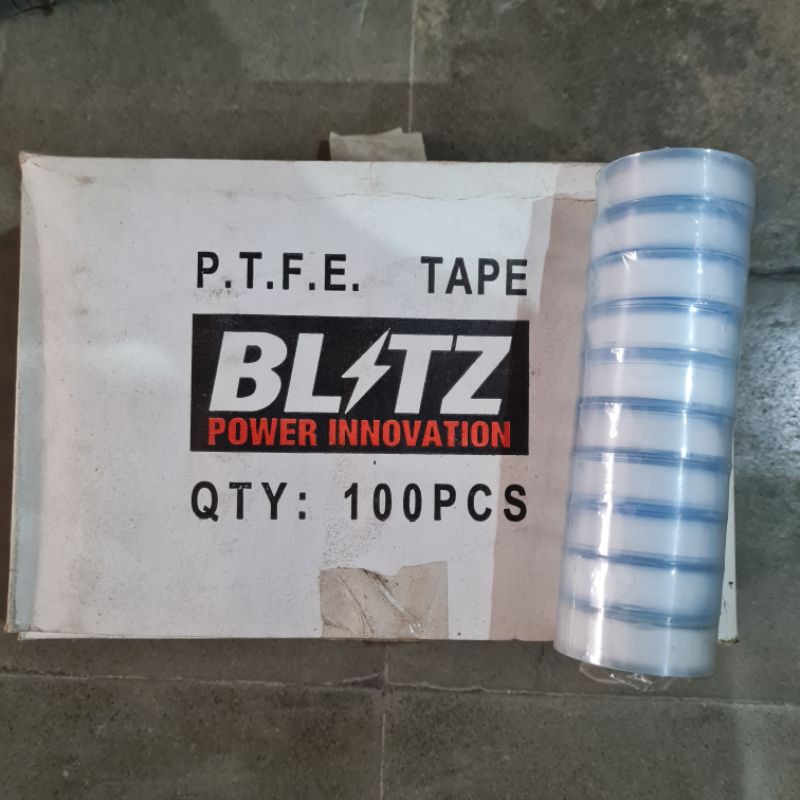 P.T.F.E. TAPE
BLITZ
POWER INNOVATION
QTY: 100PCS